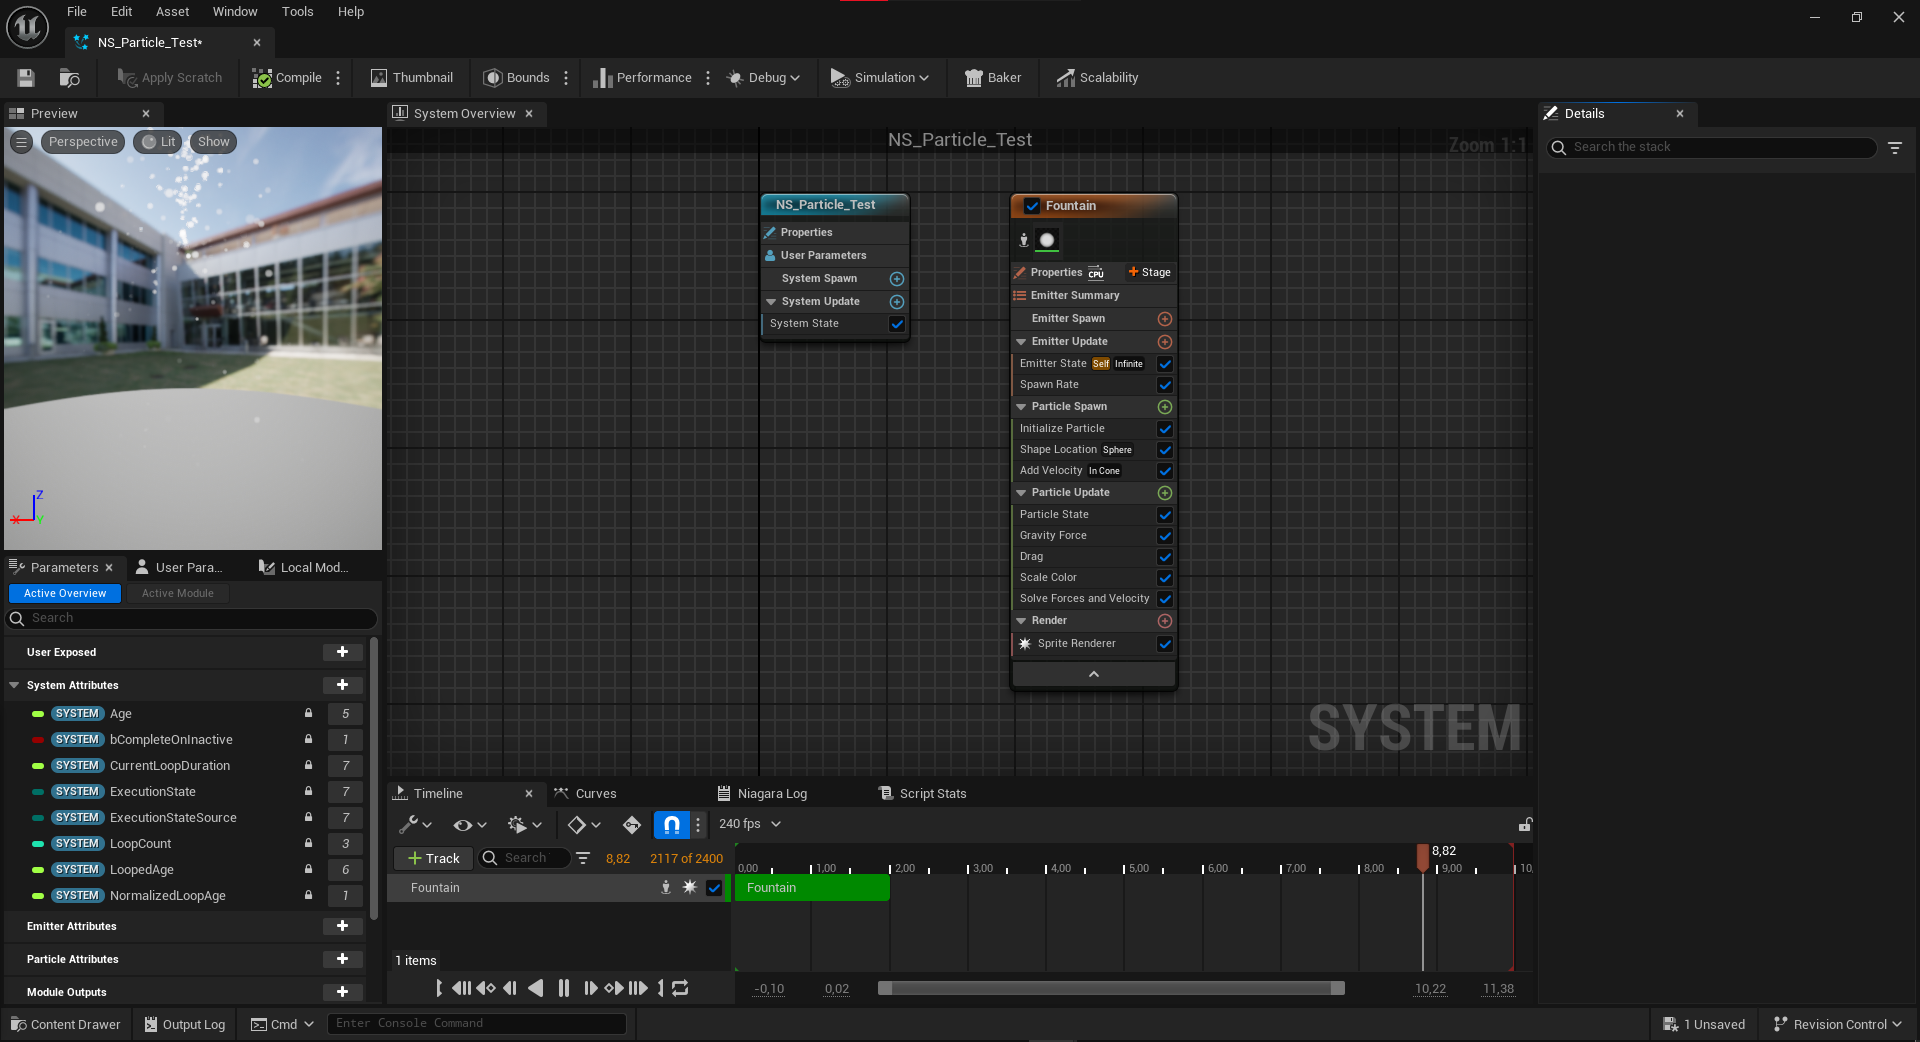 File Edit Asset Window Tools Help
NS_Particle_Test*
Apply Scratch Compile Thumbnail Bounds Performance Debug Simulation Baker Scalability
Preview
Perspective Lit Show
Z
X
Y
System Overview
NS_Particle_Test
Zoom 1:1
NS_Particle_Test
Properties
User Parameters
System Spawn
System Update
System State
Fountain
Properties CPU Stage
Emitter Summary
Emitter Spawn
Emitter Update
Emitter State Self Infinite
Spawn Rate
Particle Spawn
Initialize Particle
Shape Location Sphere
Add Velocity In Cone
Particle Update
Particle State
Gravity Force
Drag
Scale Color
Solve Forces and Velocity
Render
Sprite Renderer
SYSTEM
Details
Search the stack
Parameters User Para... Local Mod...
Active Overview Active Module
Search
User Exposed
System Attributes
SYSTEM Age 5
SYSTEM bCompleteOnInactive 1
SYSTEM CurrentLoopDuration 7
SYSTEM ExecutionState 7
SYSTEM ExecutionStateSource 7
SYSTEM LoopCount 3
SYSTEM LoopedAge 6
SYSTEM NormalizedLoopAge 1
Emitter Attributes
Particle Attributes
Module Outputs
Timeline Curves Niagara Log Script Stats
240 fps
Track Search 8,82 2117 of 2400
8,82
0,00 1,00 2,00 3,00 4,00 5,00 6,00 7,00 8,00 9,00 10,
Fountain
Fountain
1 items
-0,10 0,02 10,22 11,38
Content Drawer Output Log Cmd Enter Console Command 1 Unsaved Revision Control